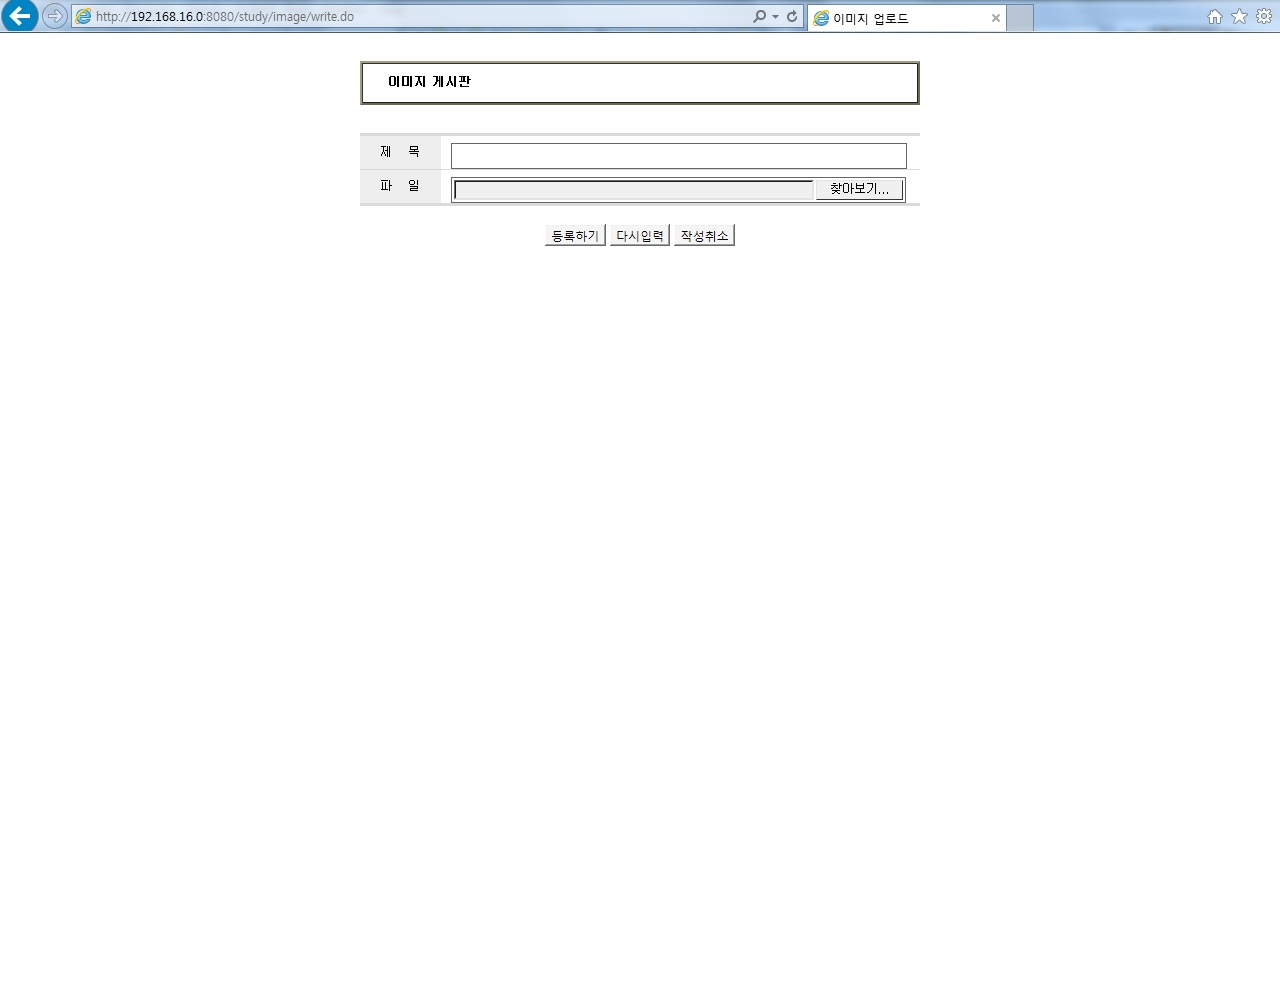 http://192.168.16.0:8080/study/image/write.do
이미지 업로드
이미지 게시판
제 목
파 일
찾아보기...
등록하기 다시입력 작성취소